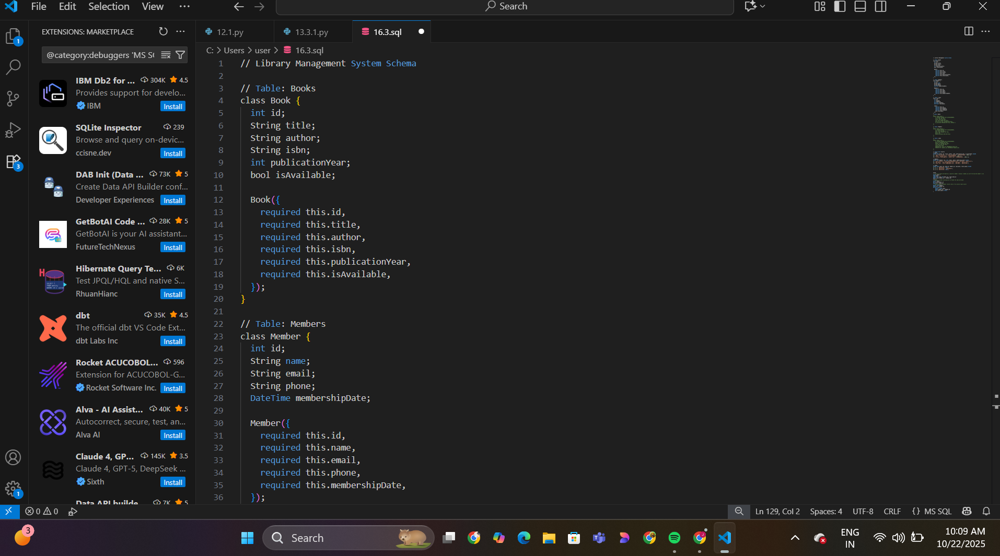 File Edit Selection View ··· Search
EXTENSIONS: MARKETPLACE
@category:debuggers 'MS S
IBM Db2 for ... 304K 4.5
Provides support for develo...
IBM Install
SQLite Inspector 239
Browse and query on-devic...
ccisne.dev Install
DAB Init (Data ... 73K 5
Create Data API Builder conf...
Developer Experiences Install
GetBotAI Code ... 28K 5
GetBotAI is your AI assistant...
FutureTechNexus Install
Hibernate Query Te... 6K
Test JPQL/HQL and native S...
RhuanHianc Install
dbt 35K 4.5
The official dbt VS Code Ext...
dbt Labs Inc Install
Rocket ACUCOBOL... 596
Extension for ACUCOBOL-G...
Rocket Software Inc. Install
Alva - AI Assist... 40K 5
Autocorrect, secure, test, an...
Alva AI Install
Claude 4, GP... 145K 3.5
Claude 4, GPT-5, DeepSeek ...
Sixth Install
Data API builde 7K 5
1
3
1
12.1.py 13.3.1.py 16.3.sql
C: > Users > user > 16.3.sql
1 // Library Management System Schema
2
3 // Table: Books
4 class Book {
5 int id;
6 String title;
7 String author;
8 String isbn;
9 int publicationYear;
10 bool isAvailable;
11
12 Book({
13 required this.id,
14 required this.title,
15 required this.author,
16 required this.isbn,
17 required this.publicationYear,
18 required this.isAvailable,
19 });
20 }
21
22 // Table: Members
23 class Member {
24 int id;
25 String name;
26 String email;
27 String phone;
28 DateTime membershipDate;
29
30 Member({
31 required this.id,
32 required this.name,
33 required this.email,
34 required this.phone,
35 required this.membershipDate,
36 });
0 0 Ln 129, Col 2 Spaces: 4 UTF-8 CRLF {} MS SQL
3 Search ENG 10:09 AM
IN 10/22/2025